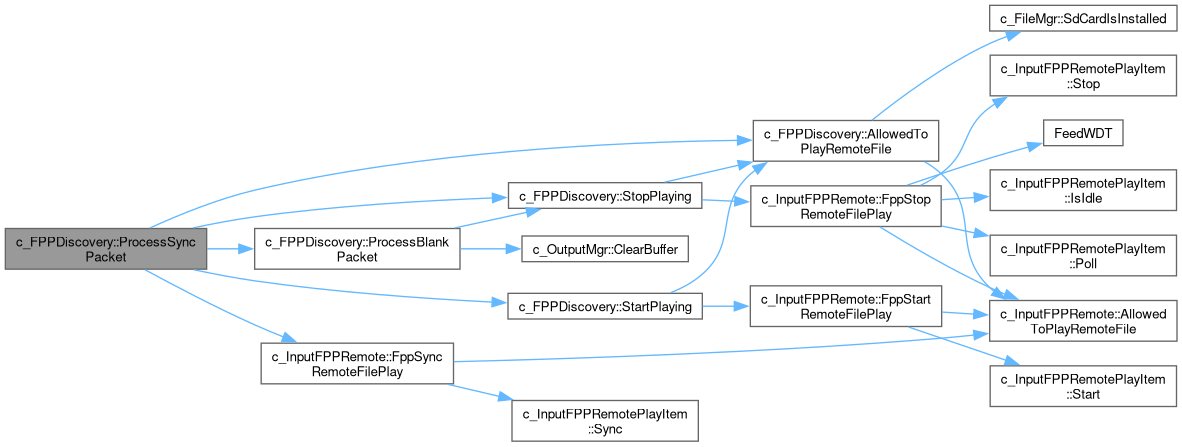 c_FPPDiscovery::ProcessSync
Packet
c_FPPDiscovery::ProcessBlank
Packet
c_InputFPPRemote::FppSync
RemoteFilePlay
c_FPPDiscovery::StopPlaying
c_OutputMgr::ClearBuffer
c_FPPDiscovery::StartPlaying
c_InputFPPRemotePlayItem
::Sync
c_FPPDiscovery::AllowedTo
PlayRemoteFile
c_InputFPPRemote::FppStop
RemoteFilePlay
c_InputFPPRemote::FppStart
RemoteFilePlay
c_FileMgr::SdCardIsInstalled
c_InputFPPRemotePlayItem
::Stop
FeedWDT
c_InputFPPRemotePlayItem
::IsIdle
c_InputFPPRemotePlayItem
::Poll
c_InputFPPRemote::Allowed
ToPlayRemoteFile
c_InputFPPRemotePlayItem
::Start